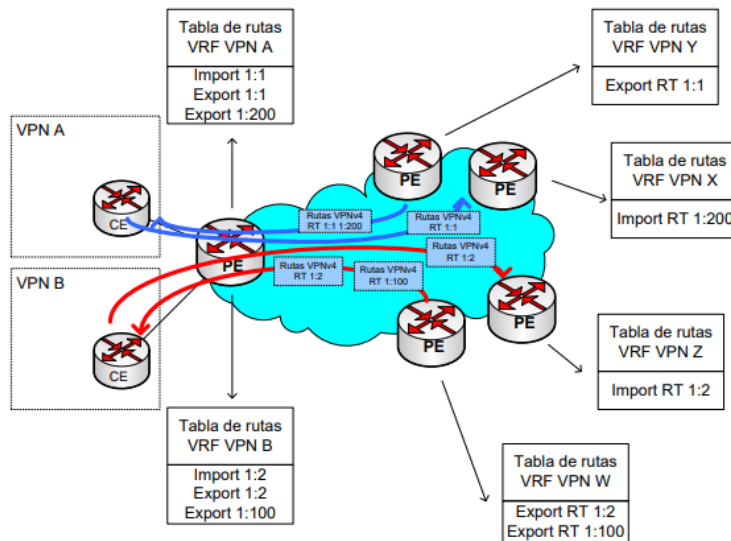 Tabla de rutas
VRF VPN A
Import 1:1
Export 1:1
Export 1:200
Tabla de rutas
VRF VPN Y
Export RT 1:1
VPN A
CE
PE
PE
PE
Tabla de rutas
VRF VPN X
Import RT 1:200
Rutas VPNv4
RT 1:1 1:200
Rutas VPNv4
RT 1:1
Rutas VPNv4
RT 1:2
Rutas VPNv4
RT 1:2
Rutas VPNv4
RT 1:100
VPN B
CE
PE
PE
Tabla de rutas
VRF VPN Z
Import RT 1:2
Tabla de rutas
VRF VPN B
Import 1:2
Export 1:2
Export 1:100
Tabla de rutas
VRF VPN W
Export RT 1:2
Export RT 1:100